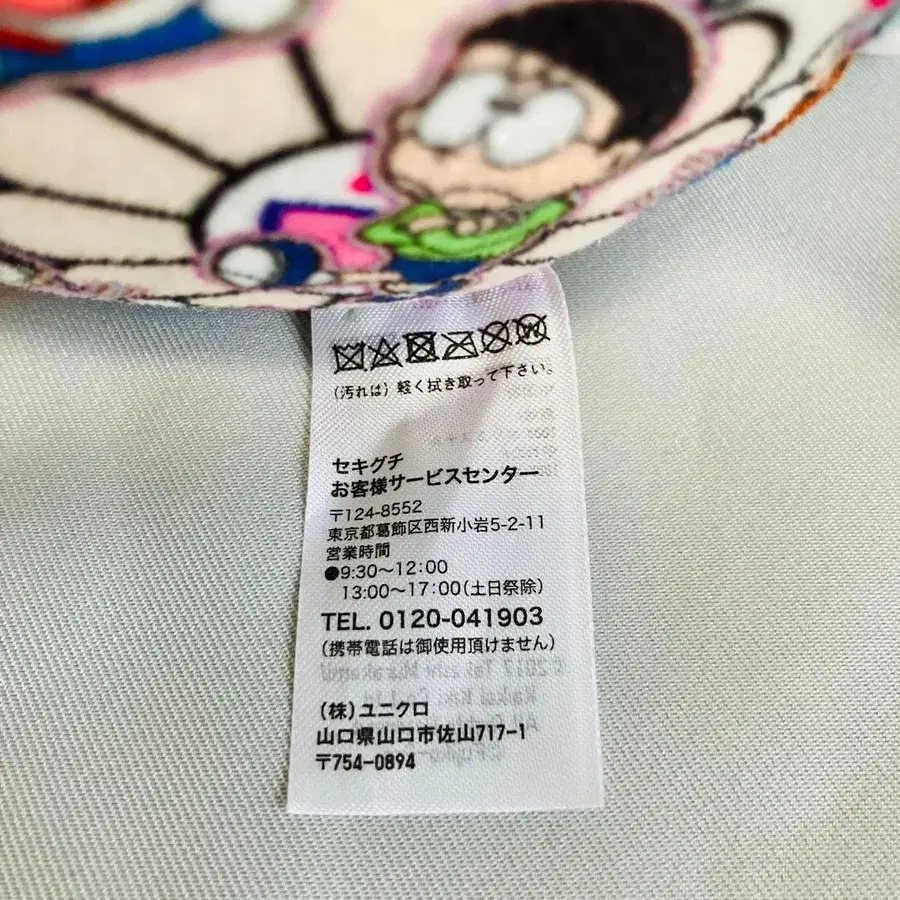 (汚れは) 軽く拭き取って下さい。
セキグチ
お客様サービスセンター
〒124-8552
東京都葛飾区西新小岩5-2-11
営業時間
●9:30〜12:00
13:00〜17:00(土日祭除)
TEL. 0120-041903
(携帯電話は御使用頂けません)
(株)ユニクロ
山口県山口市佐山717-1
〒754-0894